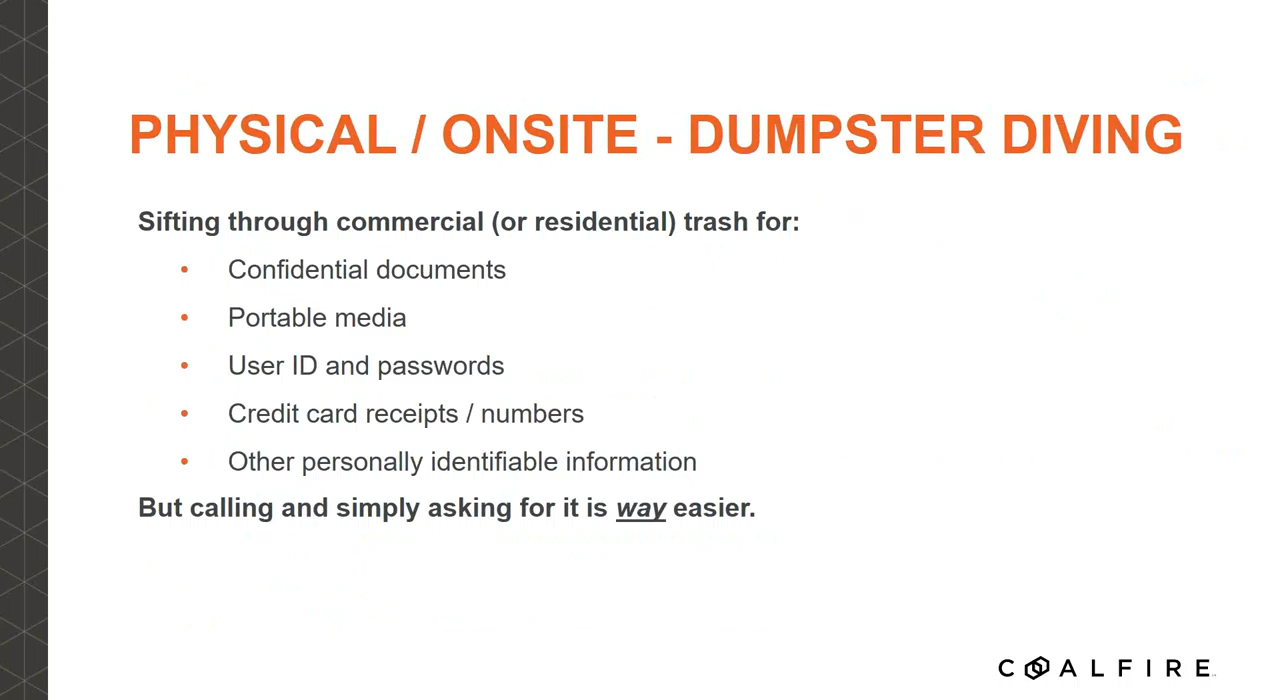 PHYSICAL / ONSITE - DUMPSTER DIVING
Sifting through commercial (or residential) trash for:
• Confidential documents
• Portable media
• User ID and passwords
• Credit card receipts / numbers
• Other personally identifiable information
But calling and simply asking for it is way easier.
COALFIRE